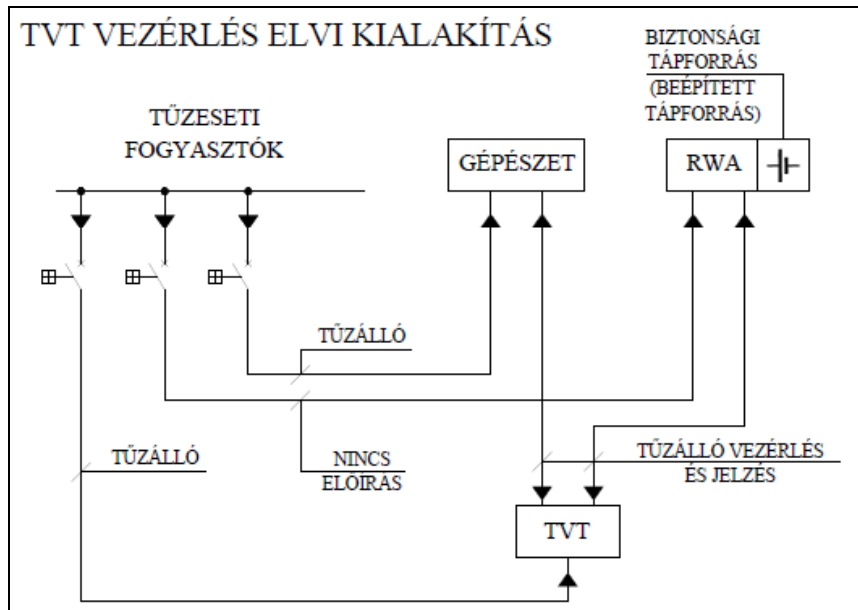 TVT VEZÉRLÉS ELVI KIALAKÍTÁS
BIZTONSÁGI
TÁPFORRÁS
(BEÉPÍTETT
TÁPFORRÁS)
TŰZESETI
FOGYASZTÓK
GÉPÉSZET
RWA
TŰZÁLLÓ
TŰZÁLLÓ
NINCS
ELŐÍRÁS
TŰZÁLLÓ VEZÉRLÉS
ÉS JELZÉS
TVT